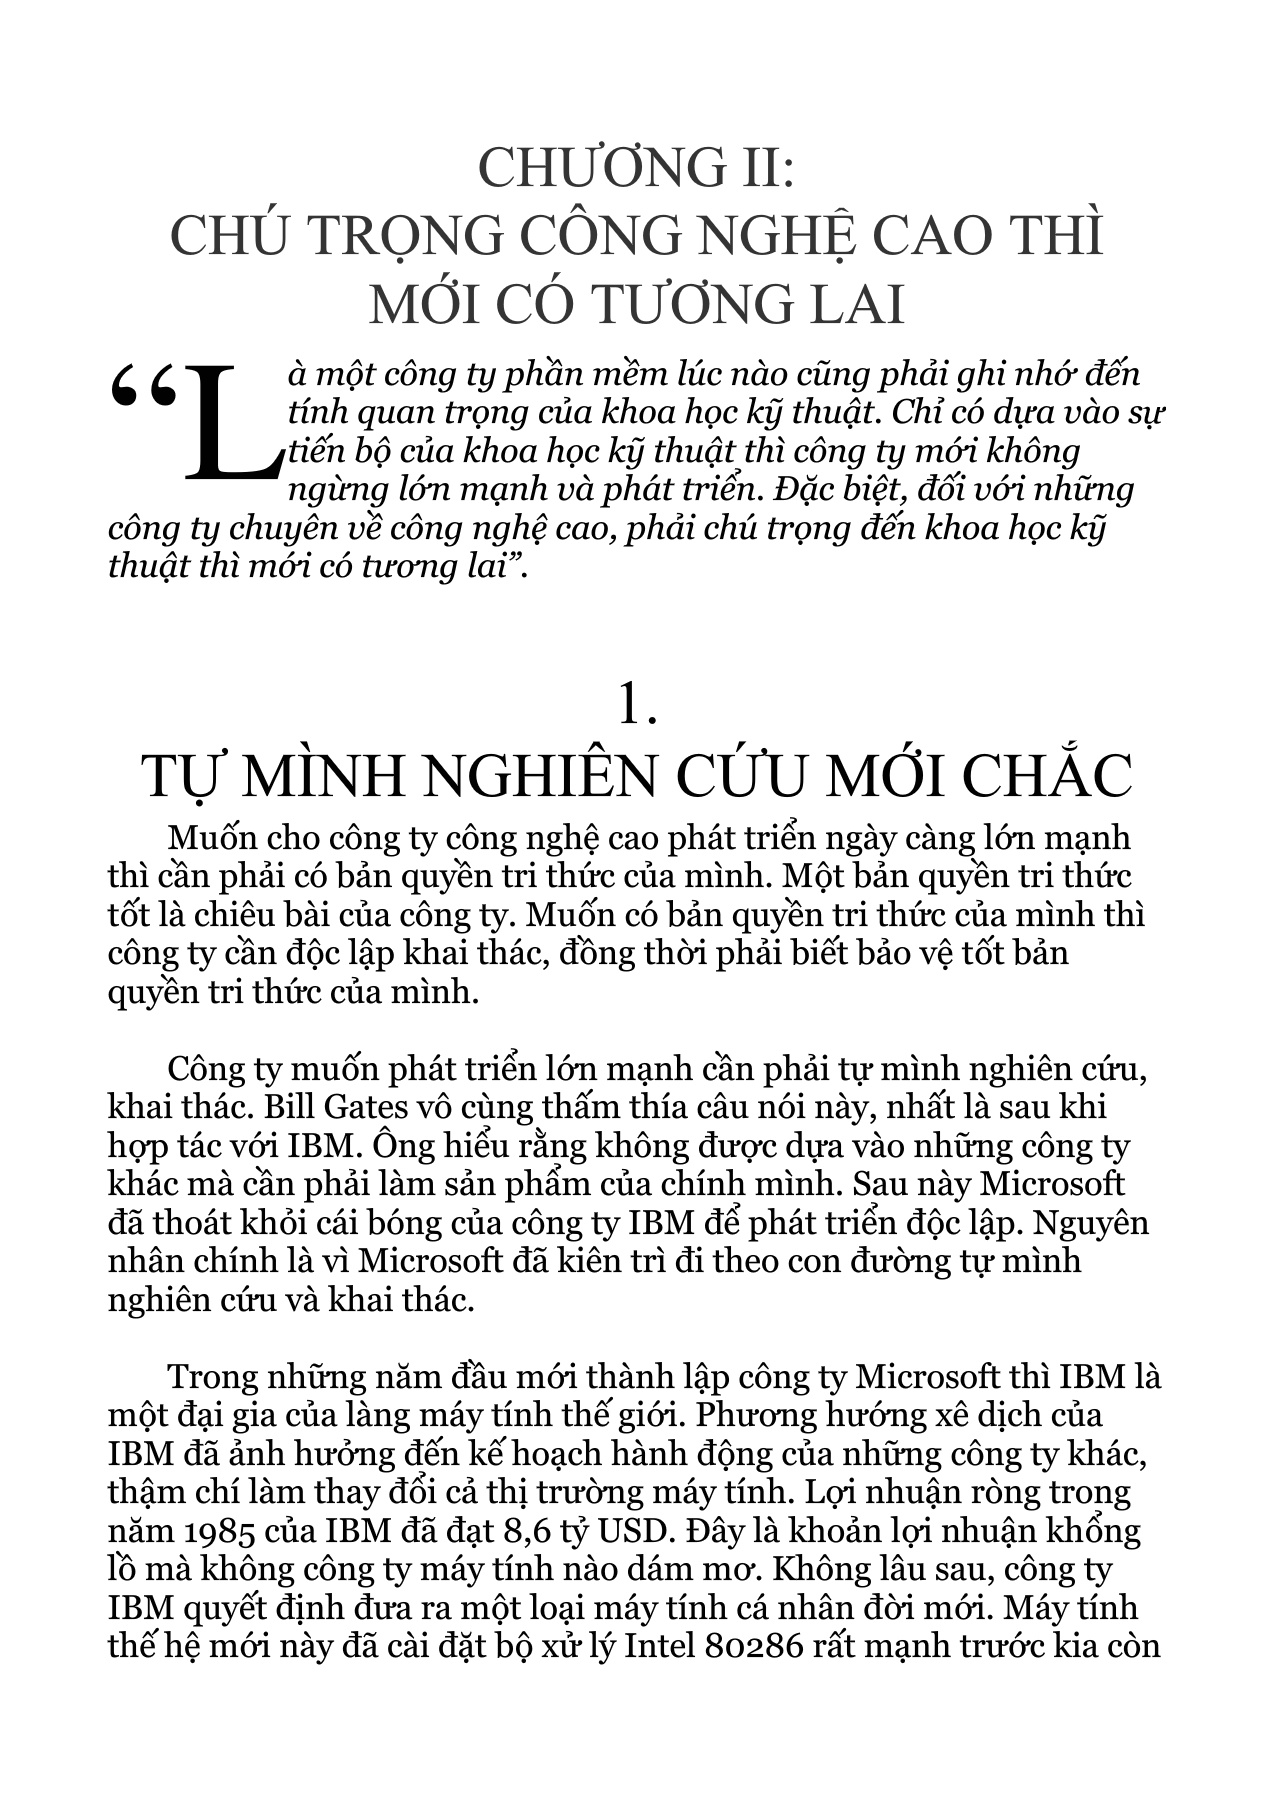 CHƯƠNG II:
CHÚ TRỌNG CÔNG NGHỆ CAO THÌ
MỚI CÓ TƯƠNG LAI
“Là một công ty phần mềm lúc nào cũng phải ghi nhớ đến
tính quan trọng của khoa học kỹ thuật. Chỉ có dựa vào sự
tiến bộ của khoa học kỹ thuật thì công ty mới không
ngừng lớn mạnh và phát triển. Đặc biệt, đối với những
công ty chuyên về công nghệ cao, phải chú trọng đến khoa học kỹ
thuật thì mới có tương lai”.
1.
TỰ MÌNH NGHIÊN CỨU MỚI CHẮC
Muốn cho công ty công nghệ cao phát triển ngày càng lớn mạnh
thì cần phải có bản quyền tri thức của mình. Một bản quyền tri thức
tốt là chiêu bài của công ty. Muốn có bản quyền tri thức của mình thì
công ty cần độc lập khai thác, đồng thời phải biết bảo vệ tốt bản
quyền tri thức của mình.
Công ty muốn phát triển lớn mạnh cần phải tự mình nghiên cứu,
khai thác. Bill Gates vô cùng thấm thía câu nói này, nhất là sau khi
hợp tác với IBM. Ông hiểu rằng không được dựa vào những công ty
khác mà cần phải làm sản phẩm của chính mình. Sau này Microsoft
đã thoát khỏi cái bóng của công ty IBM để phát triển độc lập. Nguyên
nhân chính là vì Microsoft đã kiên trì đi theo con đường tự mình
nghiên cứu và khai thác.
Trong những năm đầu mới thành lập công ty Microsoft thì IBM là
một đại gia của làng máy tính thế giới. Phương hướng xê dịch của
IBM đã ảnh hưởng đến kế hoạch hành động của những công ty khác,
thậm chí làm thay đổi cả thị trường máy tính. Lợi nhuận ròng trong
năm 1985 của IBM đã đạt 8,6 tỷ USD. Đây là khoản lợi nhuận khổng
lồ mà không công ty máy tính nào dám mơ. Không lâu sau, công ty
IBM quyết định đưa ra một loại máy tính cá nhân đời mới. Máy tính
thế hệ mới này đã cài đặt bộ xử lý Intel 80286 rất mạnh trước kia còn